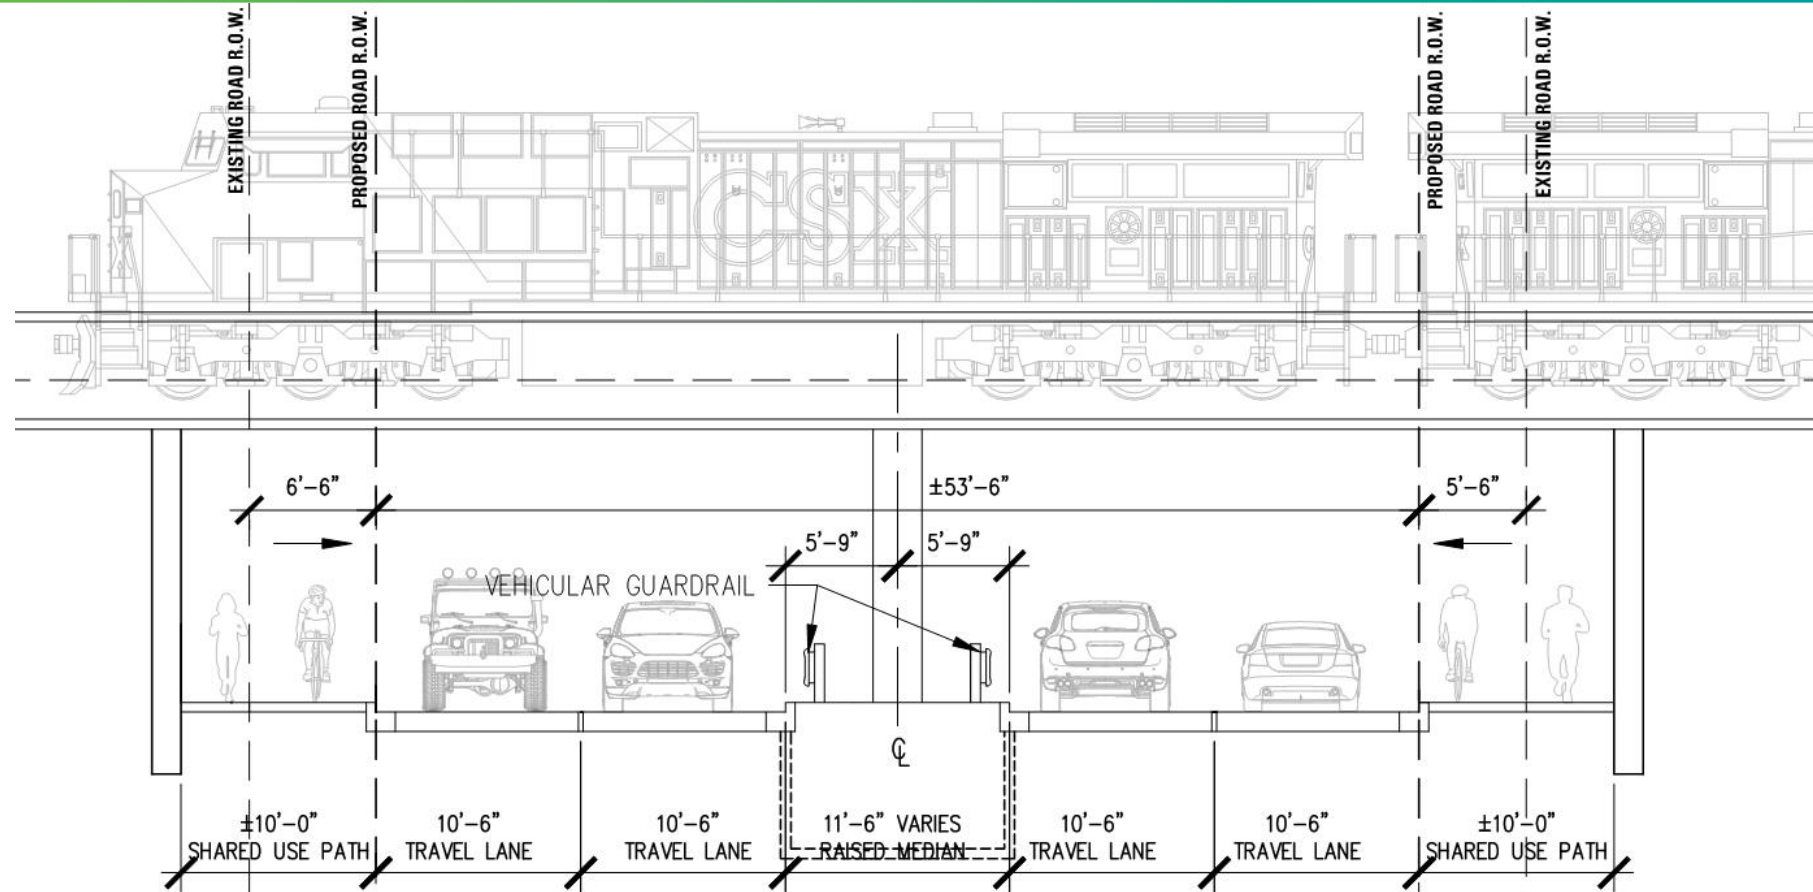 EXISTING ROAD R.O.W.
PROPOSED ROAD R.O.W.
PROPOSED ROAD R.O.W.
EXISTING ROAD R.O.W.
H
CSX
6'-6"
±53'-6"
5'-6"
5'-9"
5'-9"
VEHICULAR GUARDRAIL
CL
±10'-0"
SHARED USE PATH
10'-6"
TRAVEL LANE
10'-6"
TRAVEL LANE
11'-6" VARIES
RAISED MEDIAN
10'-6"
TRAVEL LANE
10'-6"
TRAVEL LANE
±10'-0"
SHARED USE PATH